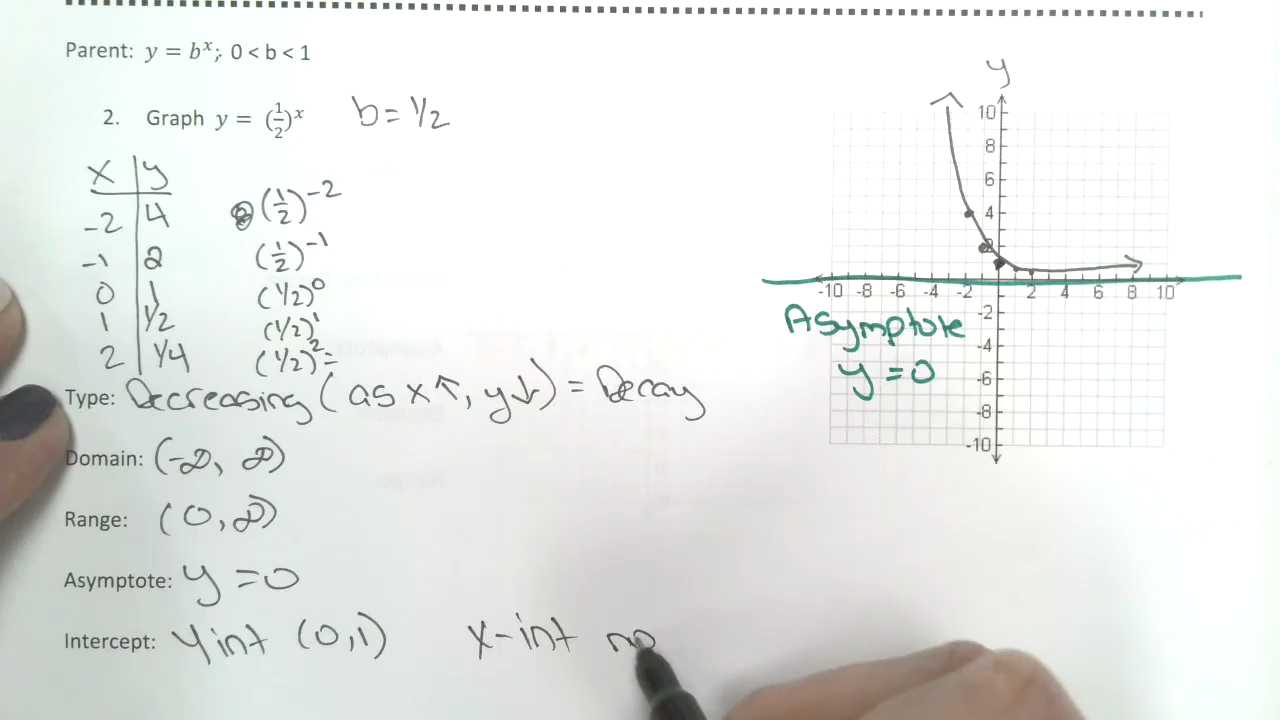 Parent: y = bˣ; 0 < b < 1
2. Graph y = (1/2)ˣ b = 1/2
x y
-2 4 (1/2)⁻²
-1 2 (1/2)⁻¹
0 1 (1/2)⁰
1 1/2 (1/2)¹
2 1/4 (1/2)² =
Type: Decreasing (as x↑, y↓) = Decay
Domain: (-∞, ∞)
Range: (0, ∞)
Asymptote: y = 0
Intercept: y int (0,1) x-int no
y
10
8
6
4
2
-10 -8 -6 -4 -2 2 4 6 8 10
-2
-4
-6
-8
-10
Asymptote
y = 0